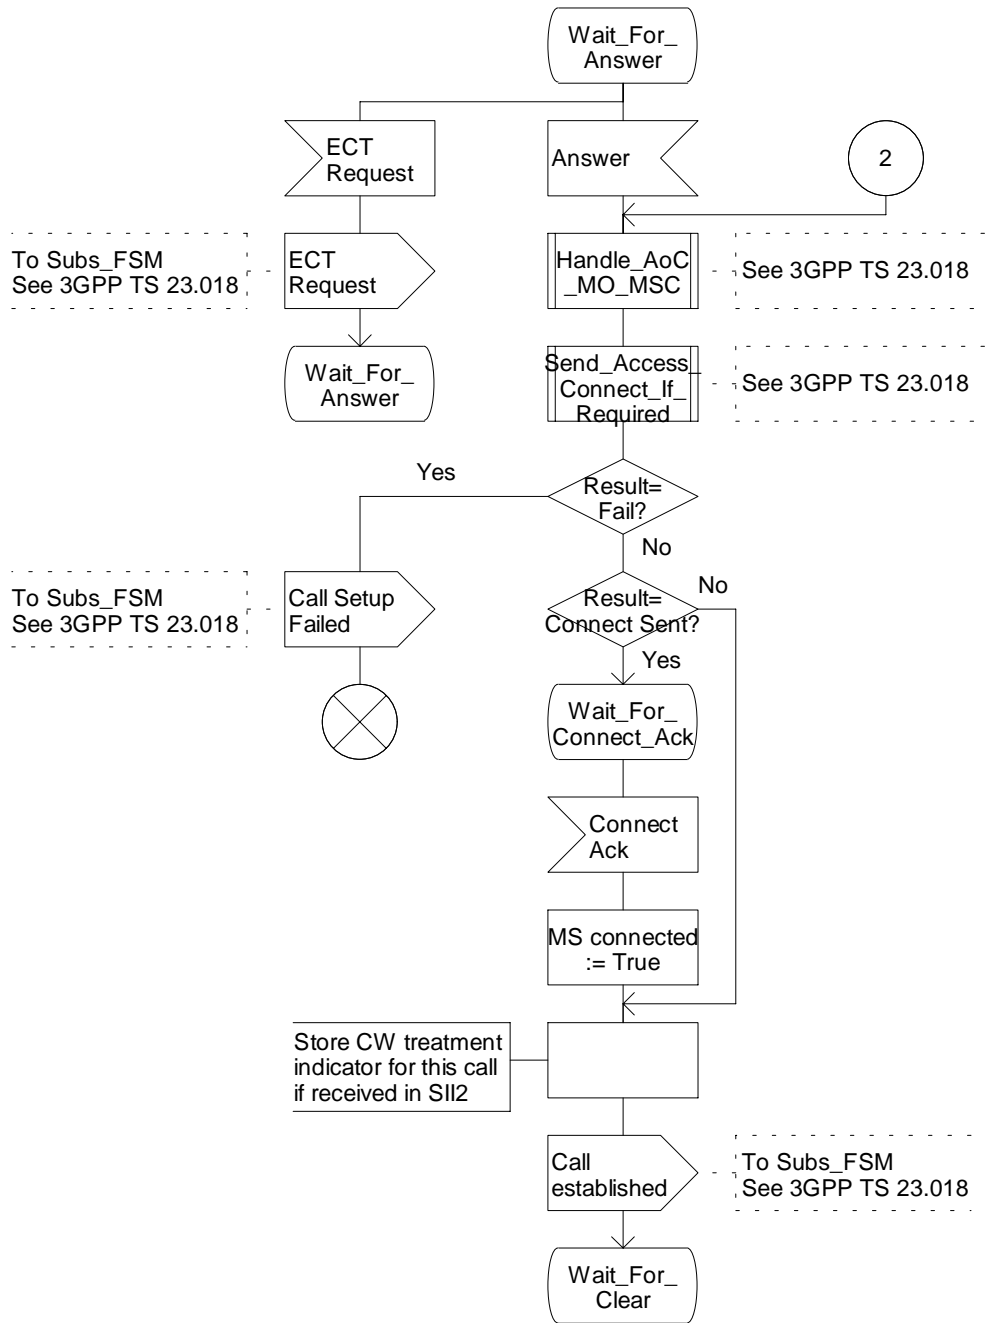 Wait_For_
Answer
ECT
Request
Answer
2
To Subs_FSM
See 3GPP TS 23.018
ECT
Request
Handle_AoC
_MO_MSC
See 3GPP TS 23.018
Wait_For_
Answer
Send_Access_
Connect_If_
Required
See 3GPP TS 23.018
Yes
Result=
Fail?
No
To Subs_FSM
See 3GPP TS 23.018
Call Setup
Failed
Result=
Connect Sent?
No
Yes
Wait_For_
Connect_Ack
Connect
Ack
MS connected
:= True
Store CW treatment
indicator for this call
if received in SII2
Call
established
To Subs_FSM
See 3GPP TS 23.018
Wait_For_
Clear